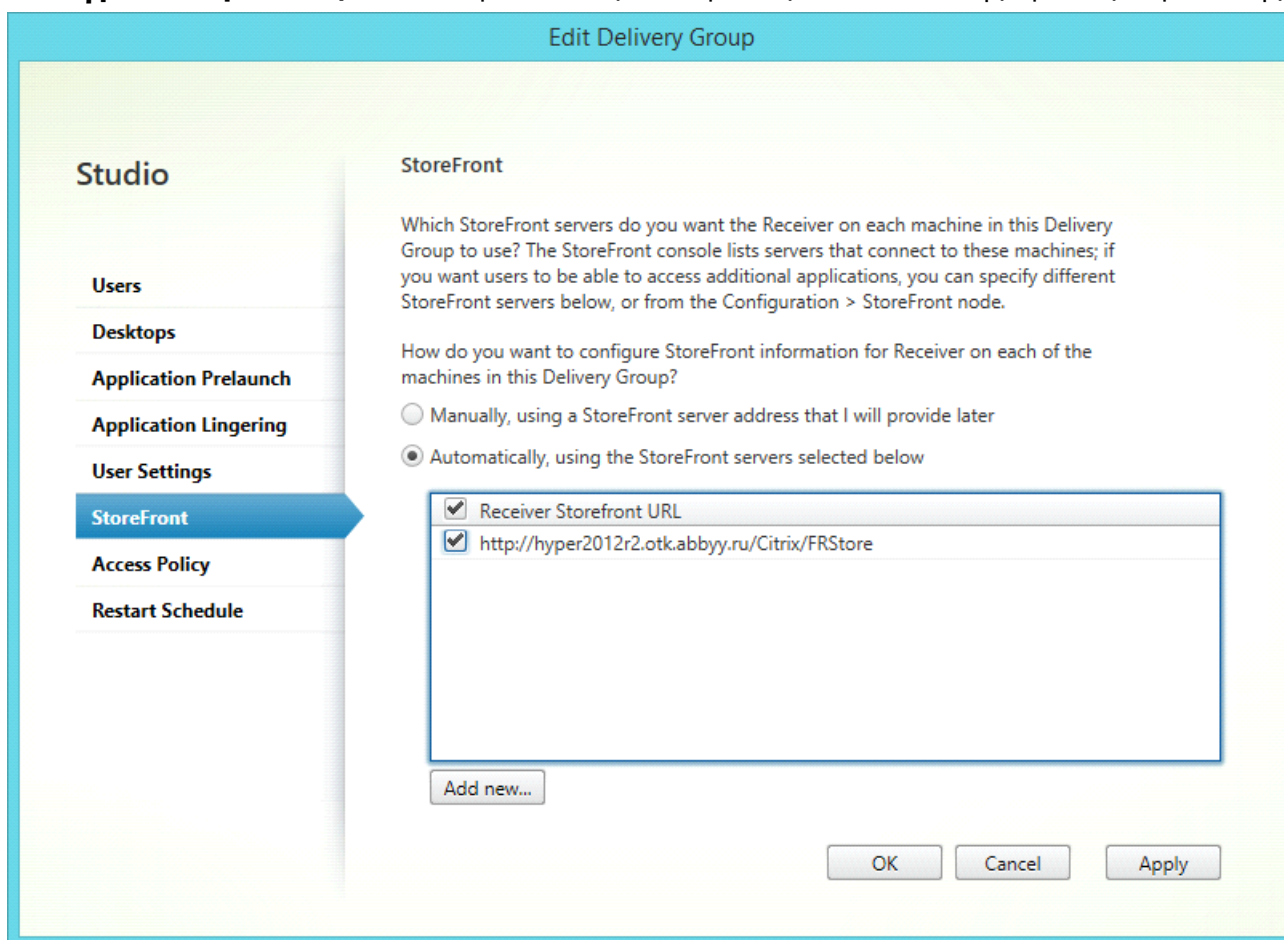 Edit Delivery Group
Studio
Users
Desktops
Application Prelaunch
Application Lingering
User Settings
StoreFront
Access Policy
Restart Schedule
StoreFront
Which StoreFront servers do you want the Receiver on each machine in this Delivery
Group to use? The StoreFront console lists servers that connect to these machines; if
you want users to be able to access additional applications, you can specify different
StoreFront servers below, or from the Configuration > StoreFront node.
How do you want to configure StoreFront information for Receiver on each of the
machines in this Delivery Group?
Manually, using a StoreFront server address that I will provide later
Automatically, using the StoreFront servers selected below
Receiver Storefront URL
http://hyper2012r2.otk.abbyy.ru/Citrix/FRStore
Add new...
OK
Cancel
Apply